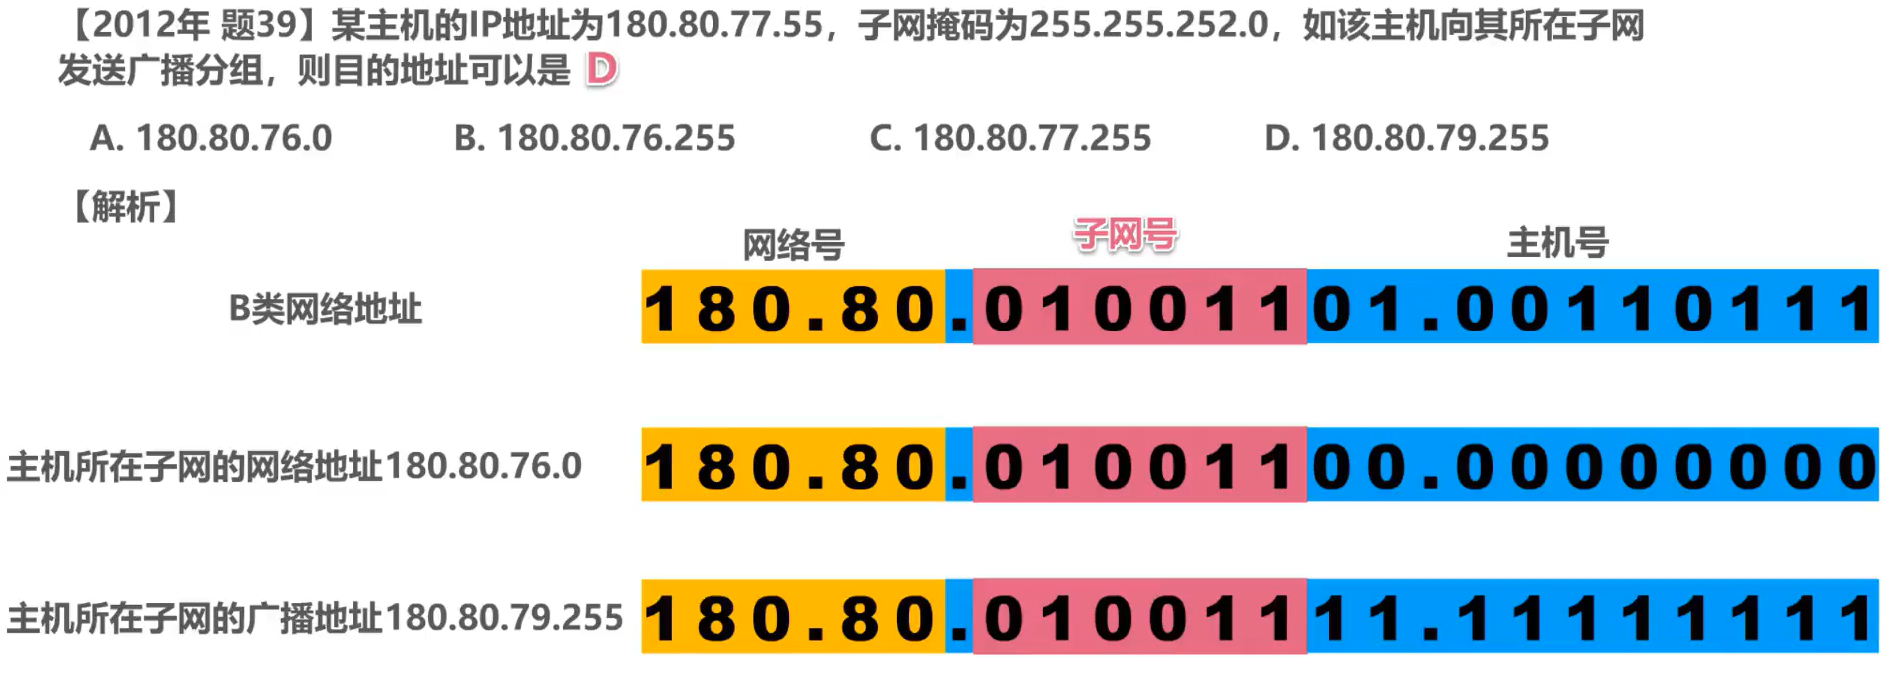 【2012年 题39】某主机的IP地址为180.80.77.55，子网掩码为255.255.252.0，如该主机向其所在子网
发送广播分组，则目的地址可以是 D
A. 180.80.76.0 B. 180.80.76.255 C. 180.80.77.255 D. 180.80.79.255
【解析】
网络号 子网号 主机号
B类网络地址 180.80.01001101.00110111
主机所在子网的网络地址180.80.76.0 180.80.01001100.00000000
主机所在子网的广播地址180.80.79.255 180.80.01001111.11111111